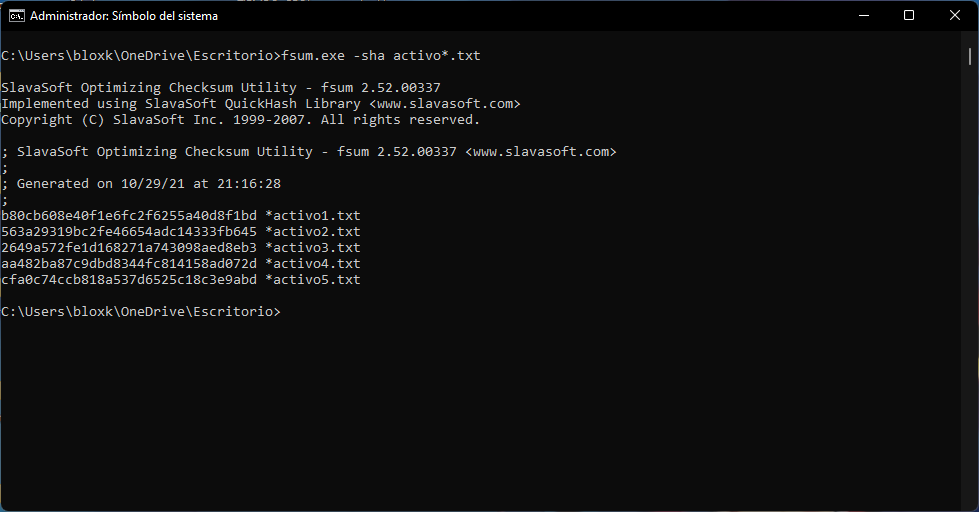 Administrador: Símbolo del sistema
C:\Users\bloxk\OneDrive\Escritorio>fsum.exe -sha activo*.txt
SlavaSoft Optimizing Checksum Utility - fsum 2.52.00337
Implemented using SlavaSoft QuickHash Library <www.slavasoft.com>
Copyright (C) SlavaSoft Inc. 1999-2007. All rights reserved.
; SlavaSoft Optimizing Checksum Utility - fsum 2.52.00337 <www.slavasoft.com>
;
; Generated on 10/29/21 at 21:16:28
;
b80cb608e40f1e6fc2f6255a40d8f1bd *activo1.txt
563a29319bc2fe46654adc14333fb645 *activo2.txt
2649a572fe1d168271a743098aed8eb3 *activo3.txt
aa482ba87c9dbd8344fc814158ad072d *activo4.txt
cfa0c74ccb818a537d6525c18c3e9abd *activo5.txt
C:\Users\bloxk\OneDrive\Escritorio>